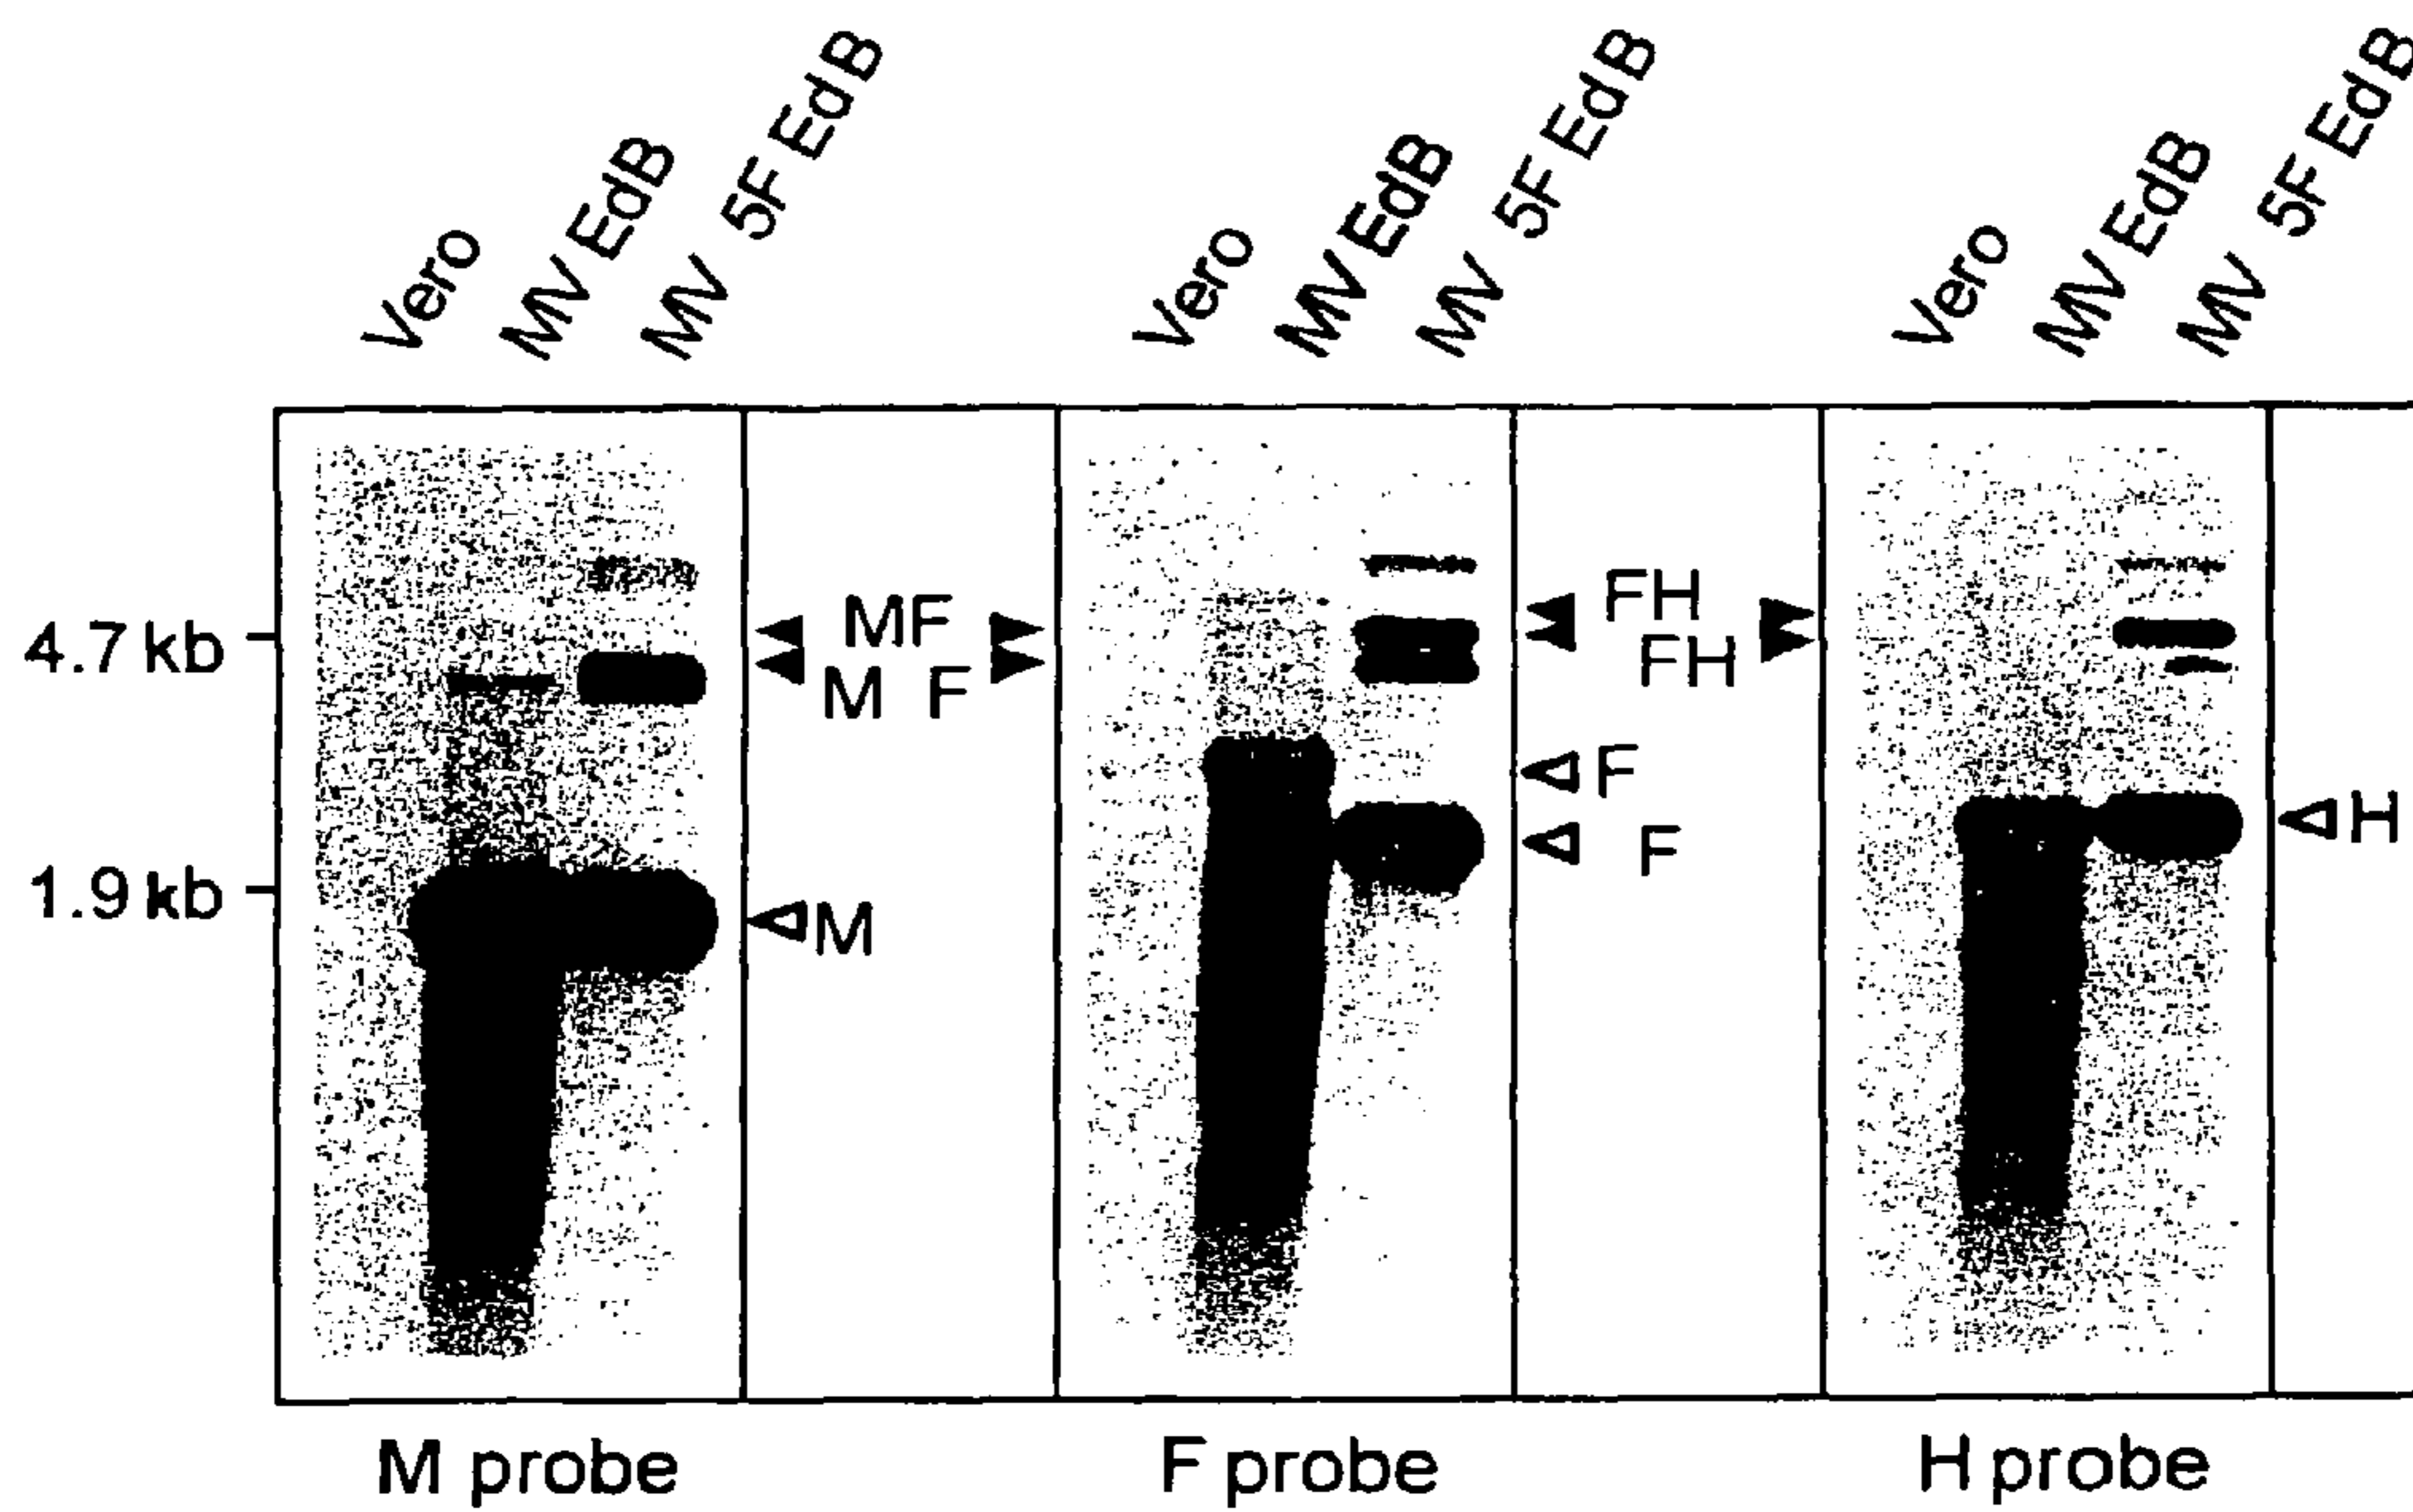 Vero
MV EdB
MV 5F EdB
Vero
MV EdB
MV 5F EdB
Vero
MV EdB
MV 5F EdB
4.7 kb
1.9 kb
MF
M F
M
FH
FH
F
F
H
M probe
F probe
H probe